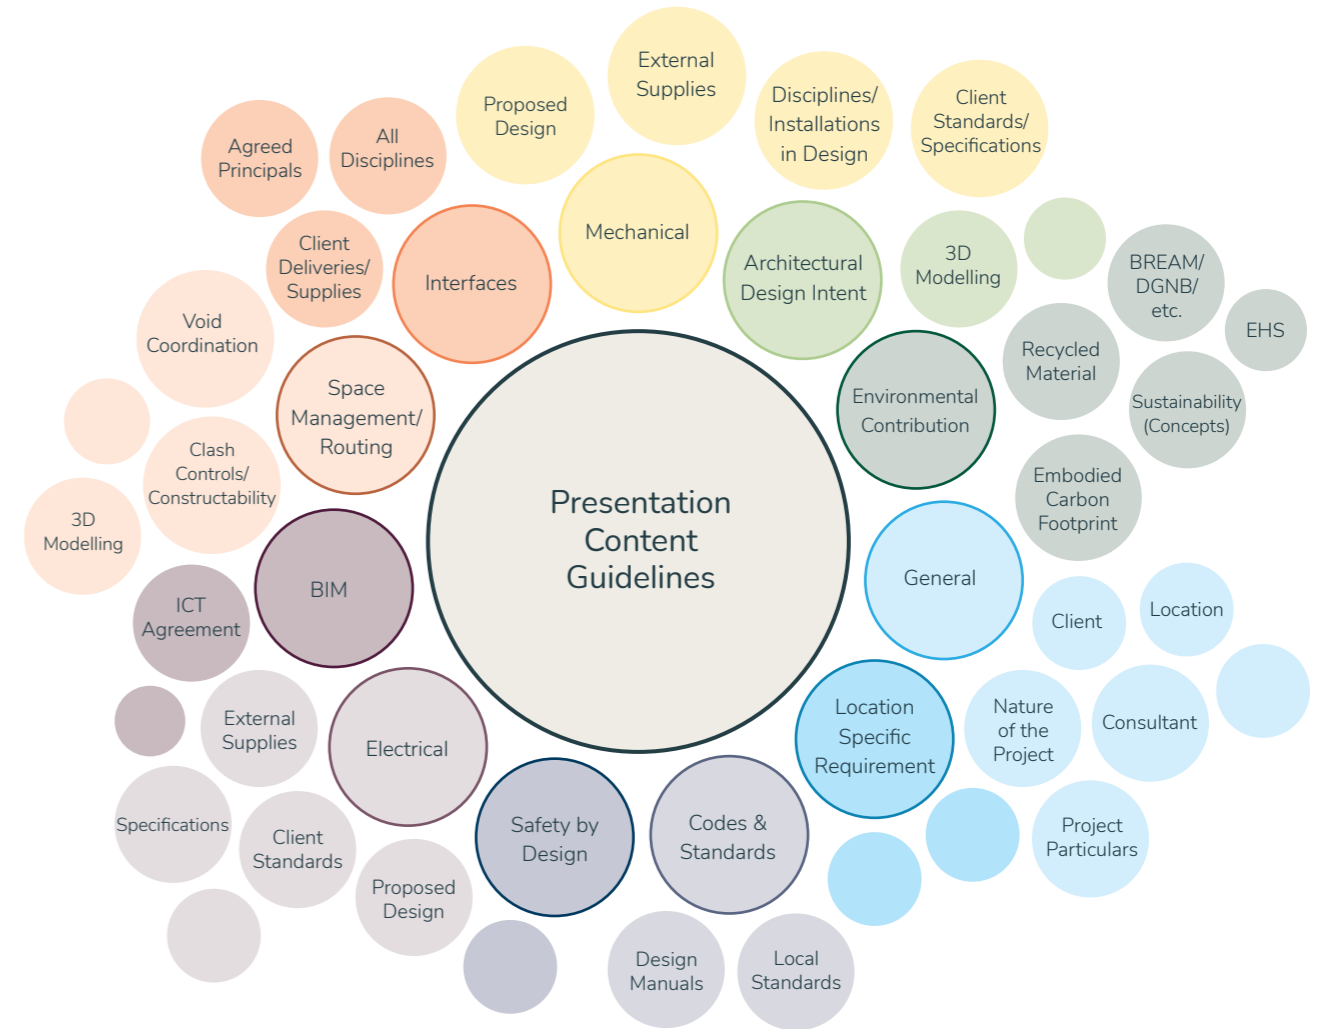 External
Supplies
Proposed
Design
Disciplines/
Installations
in Design
Client
Standards/
Specifications
Agreed
Principals
All
Disciplines
Mechanical
Client
Deliveries/
Supplies
Interfaces
Architectural
Design Intent
3D
Modelling
BREAM/
DGNB/
etc.
EHS
Void
Coordination
Space
Management/
Routing
Environmental
Contribution
Recycled
Material
Sustainability
(Concepts)
Clash
Controls/
Constructability
3D
Modelling
Presentation
Content
Guidelines
Embodied
Carbon
Footprint
BIM
General
ICT
Agreement
Client
Location
External
Supplies
Electrical
Location
Specific
Requirement
Nature
of the
Project
Consultant
Specifications
Client
Standards
Proposed
Design
Safety by
Design
Codes &
Standards
Project
Particulars
Design
Manuals
Local
Standards